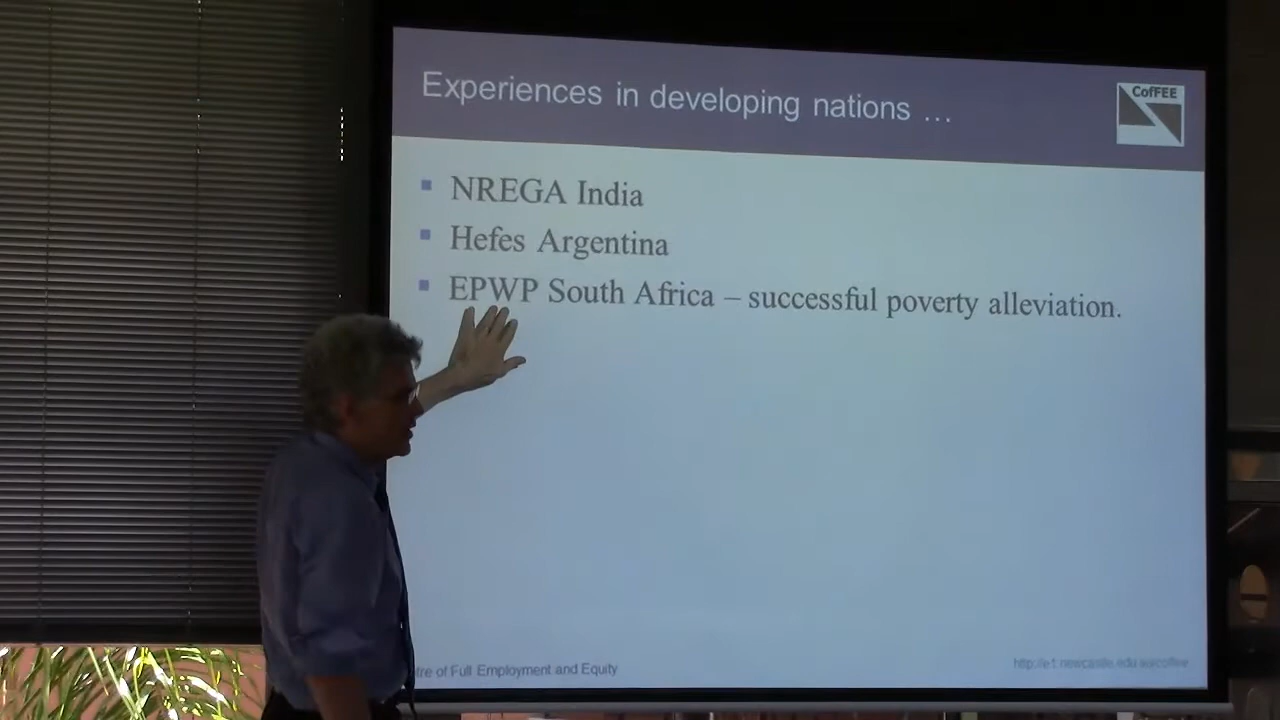 Experiences in developing nations …
CofFEE
NREGA India
Hefes Argentina
EPWP South Africa – successful poverty alleviation.
tre of Full Employment and Equity